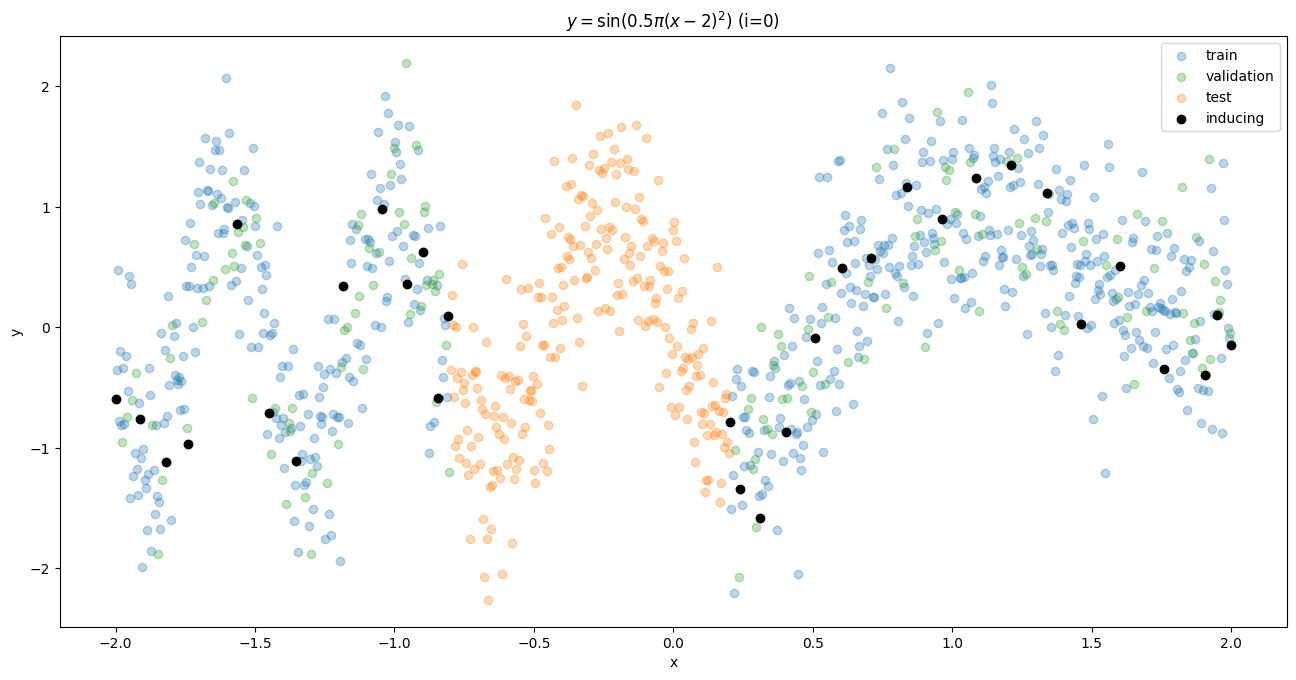 y = sin(0.5π(x − 2)²) (i=0)
train
validation
test
inducing
y
2
1
0
−1
−2
−2.0 −1.5 −1.0 −0.5 0.0 0.5 1.0 1.5 2.0
x